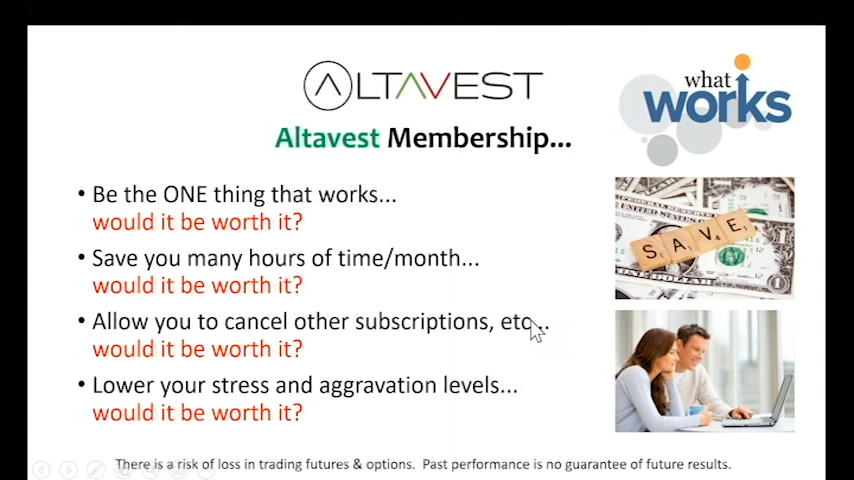 ALTAVEST
what
works
Altavest Membership...
• Be the ONE thing that works...
would it be worth it?
• Save you many hours of time/month...
would it be worth it?
SAVE
• Allow you to cancel other subscriptions, etc...
would it be worth it?
• Lower your stress and aggravation levels...
would it be worth it?
There is a risk of loss in trading futures & options. Past performance is no guarantee of future results.